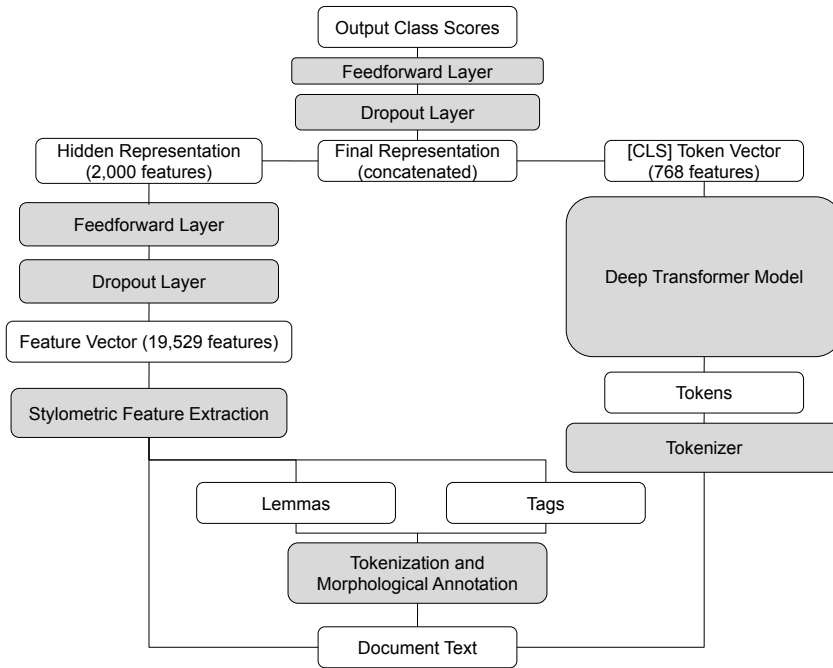 Output Class Scores
Feedforward Layer
Dropout Layer
Hidden Representation
(2,000 features)
Final Representation
(concatenated)
[CLS] Token Vector
(768 features)
Feedforward Layer
Dropout Layer
Deep Transformer Model
Feature Vector (19,529 features)
Stylometric Feature Extraction
Tokens
Tokenizer
Lemmas
Tags
Tokenization and
Morphological Annotation
Document Text